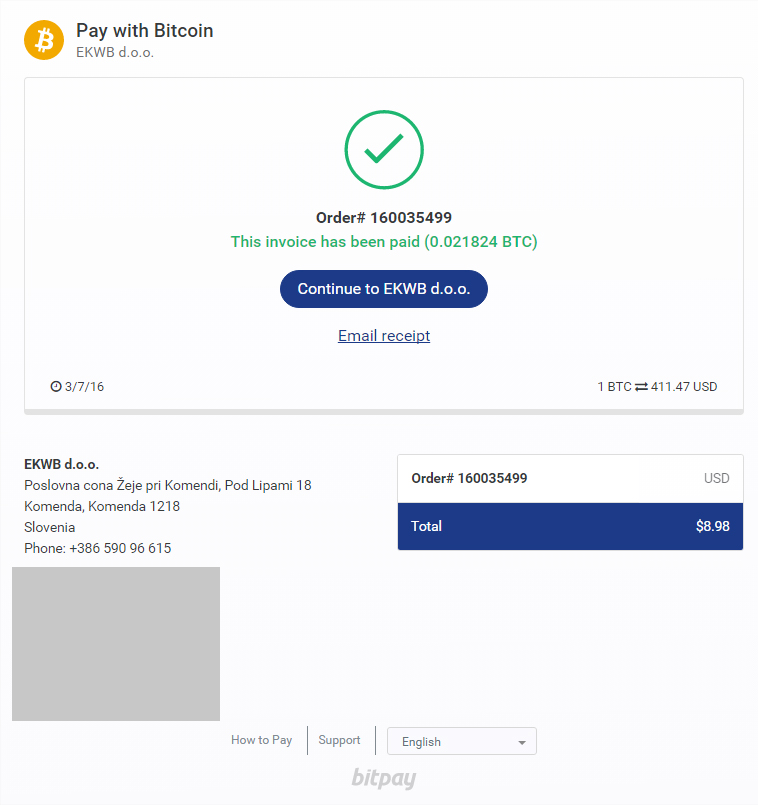 Pay with Bitcoin
EKWB d.o.o.
Order# 160035499
This invoice has been paid (0.021824 BTC)
Continue to EKWB d.o.o.
Email receipt
3/7/16
1 BTC ⇄ 411.47 USD
EKWB d.o.o.
Poslovna cona Žeje pri Komendi, Pod Lipami 18
Komenda, Komenda 1218
Slovenia
Phone: +386 590 96 615
Order# 160035499 USD
Total $8.98
How to Pay Support English
bitpay